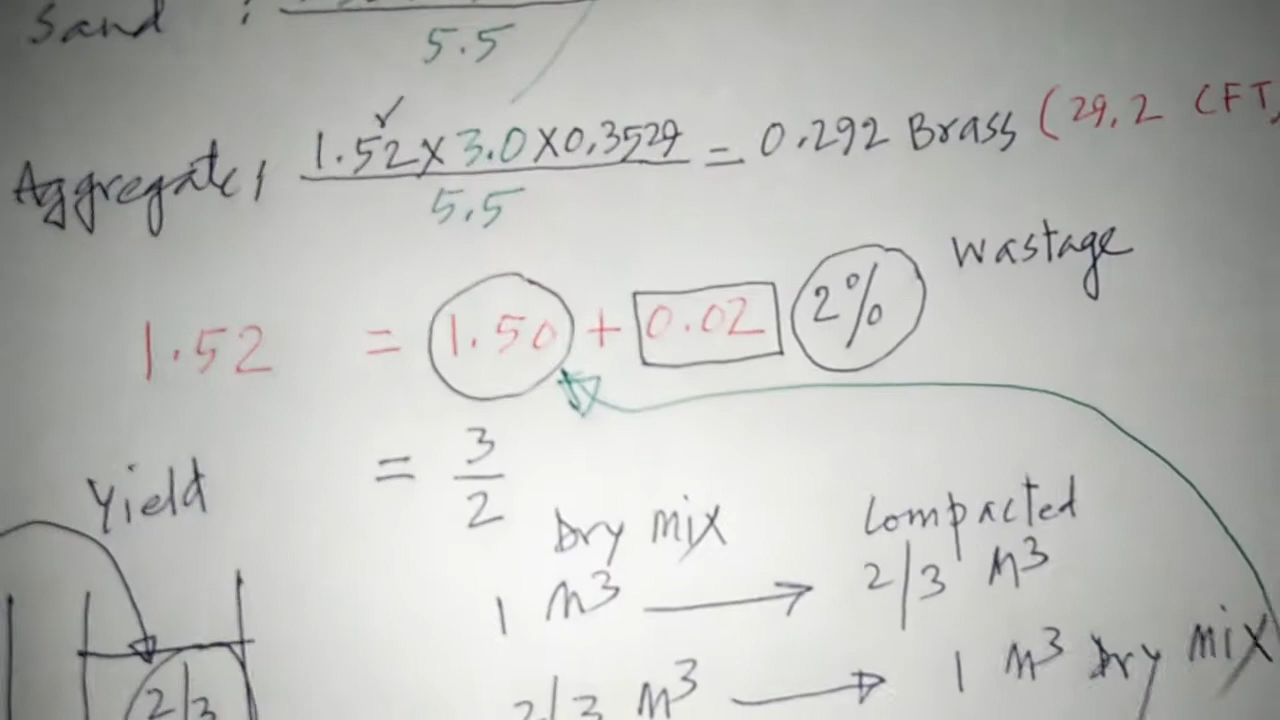 Sand :
5.5
Aggregate, 1.52 X 3.0 X 0.3529 = 0.292 Brass (29.2 CFT)
5.5
Wastage
1.52 = 1.50 + 0.02 2%
Yield = 3/2
Dry mix Compacted
1 m3 → 2/3 m3
2/3 m3 → 1 m3 Dry mix
2/3